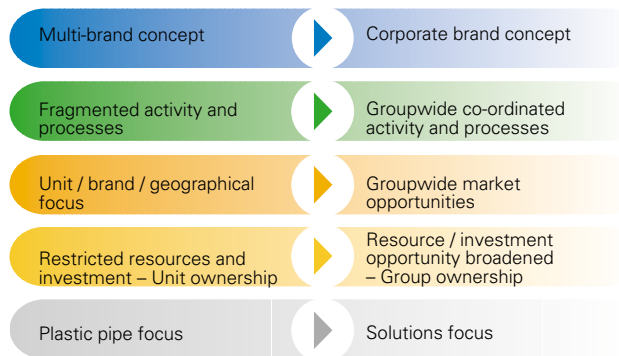 Multi-brand concept
Corporate brand concept
Fragmented activity and
processes
Groupwide co-ordinated
activity and processes
Unit / brand / geographical
focus
Groupwide market
opportunities
Restricted resources and
investment – Unit ownership
Resource / investment
opportunity broadened
– Group ownership
Plastic pipe focus
Solutions focus